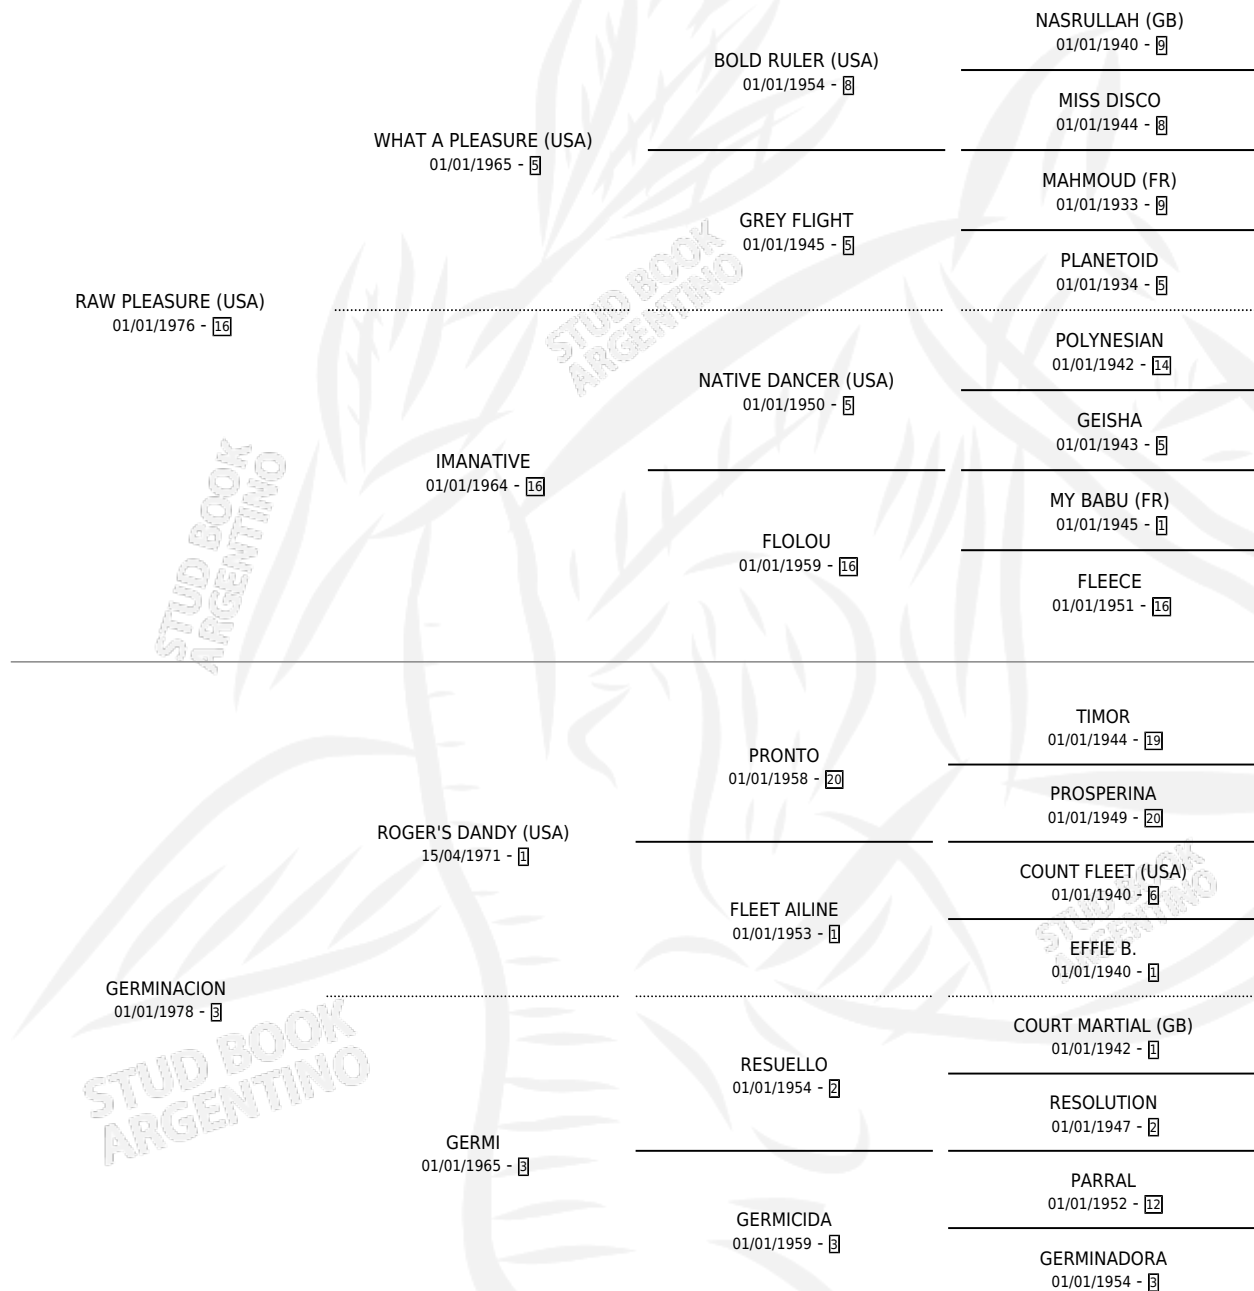 NASRULLAH (GB)
01/01/1940 - 9
BOLD RULER (USA)
01/01/1954 - 8
MISS DISCO
01/01/1944 - 8
WHAT A PLEASURE (USA)
01/01/1965 - 5
MAHMOUD (FR)
01/01/1933 - 9
GREY FLIGHT
01/01/1945 - 5
PLANETOID
01/01/1934 - 5
RAW PLEASURE (USA)
01/01/1976 - 16
POLYNESIAN
01/01/1942 - 14
NATIVE DANCER (USA)
01/01/1950 - 5
GEISHA
01/01/1943 - 5
IMANATIVE
01/01/1964 - 16
MY BABU (FR)
01/01/1945 - 1
FLOLOU
01/01/1959 - 16
FLEECE
01/01/1951 - 16
STUD BOOK
ARGENTINO
STUD BOOK
ARGENTINO
TIMOR
01/01/1944 - 19
PRONTO
01/01/1958 - 20
PROSPERINA
01/01/1949 - 20
ROGER'S DANDY (USA)
15/04/1971 - 1
COUNT FLEET (USA)
01/01/1940 - 6
FLEET AILINE
01/01/1953 - 1
EFFIE B.
01/01/1940 - 1
STUD BOOK
ARGENTINO
GERMINACION
01/01/1978 - 3
COURT MARTIAL (GB)
01/01/1942 - 1
RESUELLO
01/01/1954 - 2
RESOLUTION
01/01/1947 - 2
GERMI
01/01/1965 - 3
PARRAL
01/01/1952 - 12
GERMICIDA
01/01/1959 - 3
GERMINADORA
01/01/1954 - 3
STUD BOOK
ARGENTINO